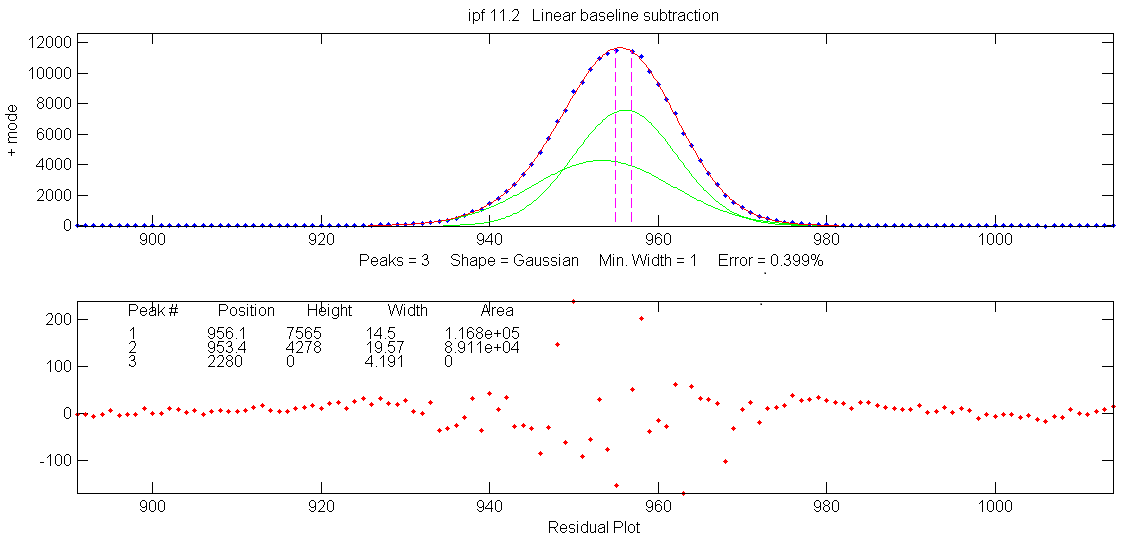 ipf 11.2 Linear baseline subtraction
12000
10000
8000
6000
4000
2000
0
+ mode
900 920 940 960 980 1000
Peaks = 3 Shape = Gaussian Min. Width = 1 Error = 0.399%
200
100
0
-100
Peak # Position Height Width Area
1 956.1 7565 14.5 1.168e+05
2 953.4 4278 19.57 8.911e+04
3 2280 0 4.191 0
900 920 940 960 980 1000
Residual Plot